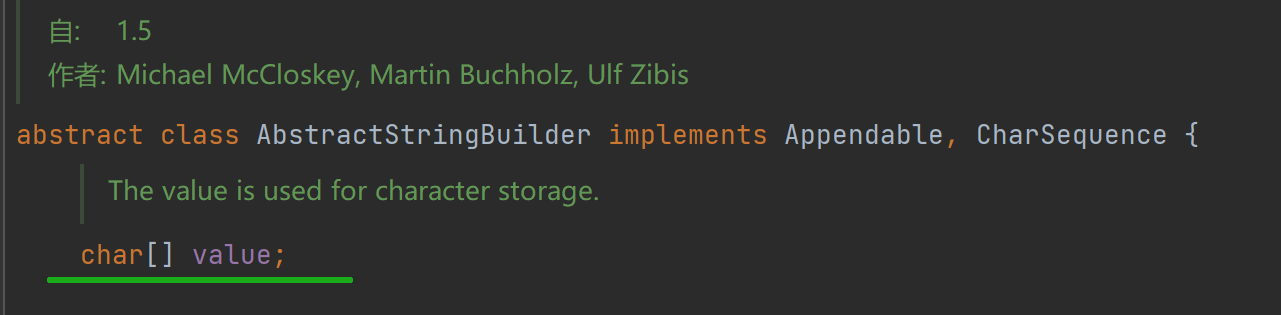 自: 1.5
作者: Michael McCloskey, Martin Buchholz, Ulf Zibis
abstract class AbstractStringBuilder implements Appendable, CharSequence {
The value is used for character storage.
char[] value;